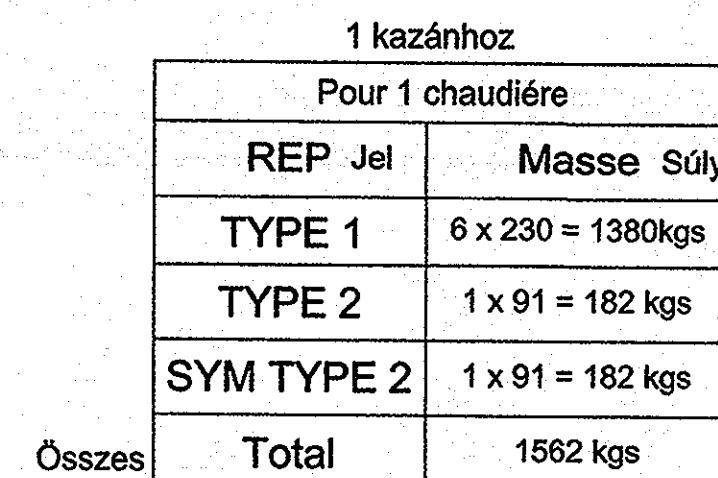 1 kazánhoz
Pour 1 chaudiére
REP Jel Masse Súly
TYPE 1 6 x 230 = 1380kgs
TYPE 2 1 x 91 = 182 kgs
SYM TYPE 2 1 x 91 = 182 kgs
Összes Total 1562 kgs